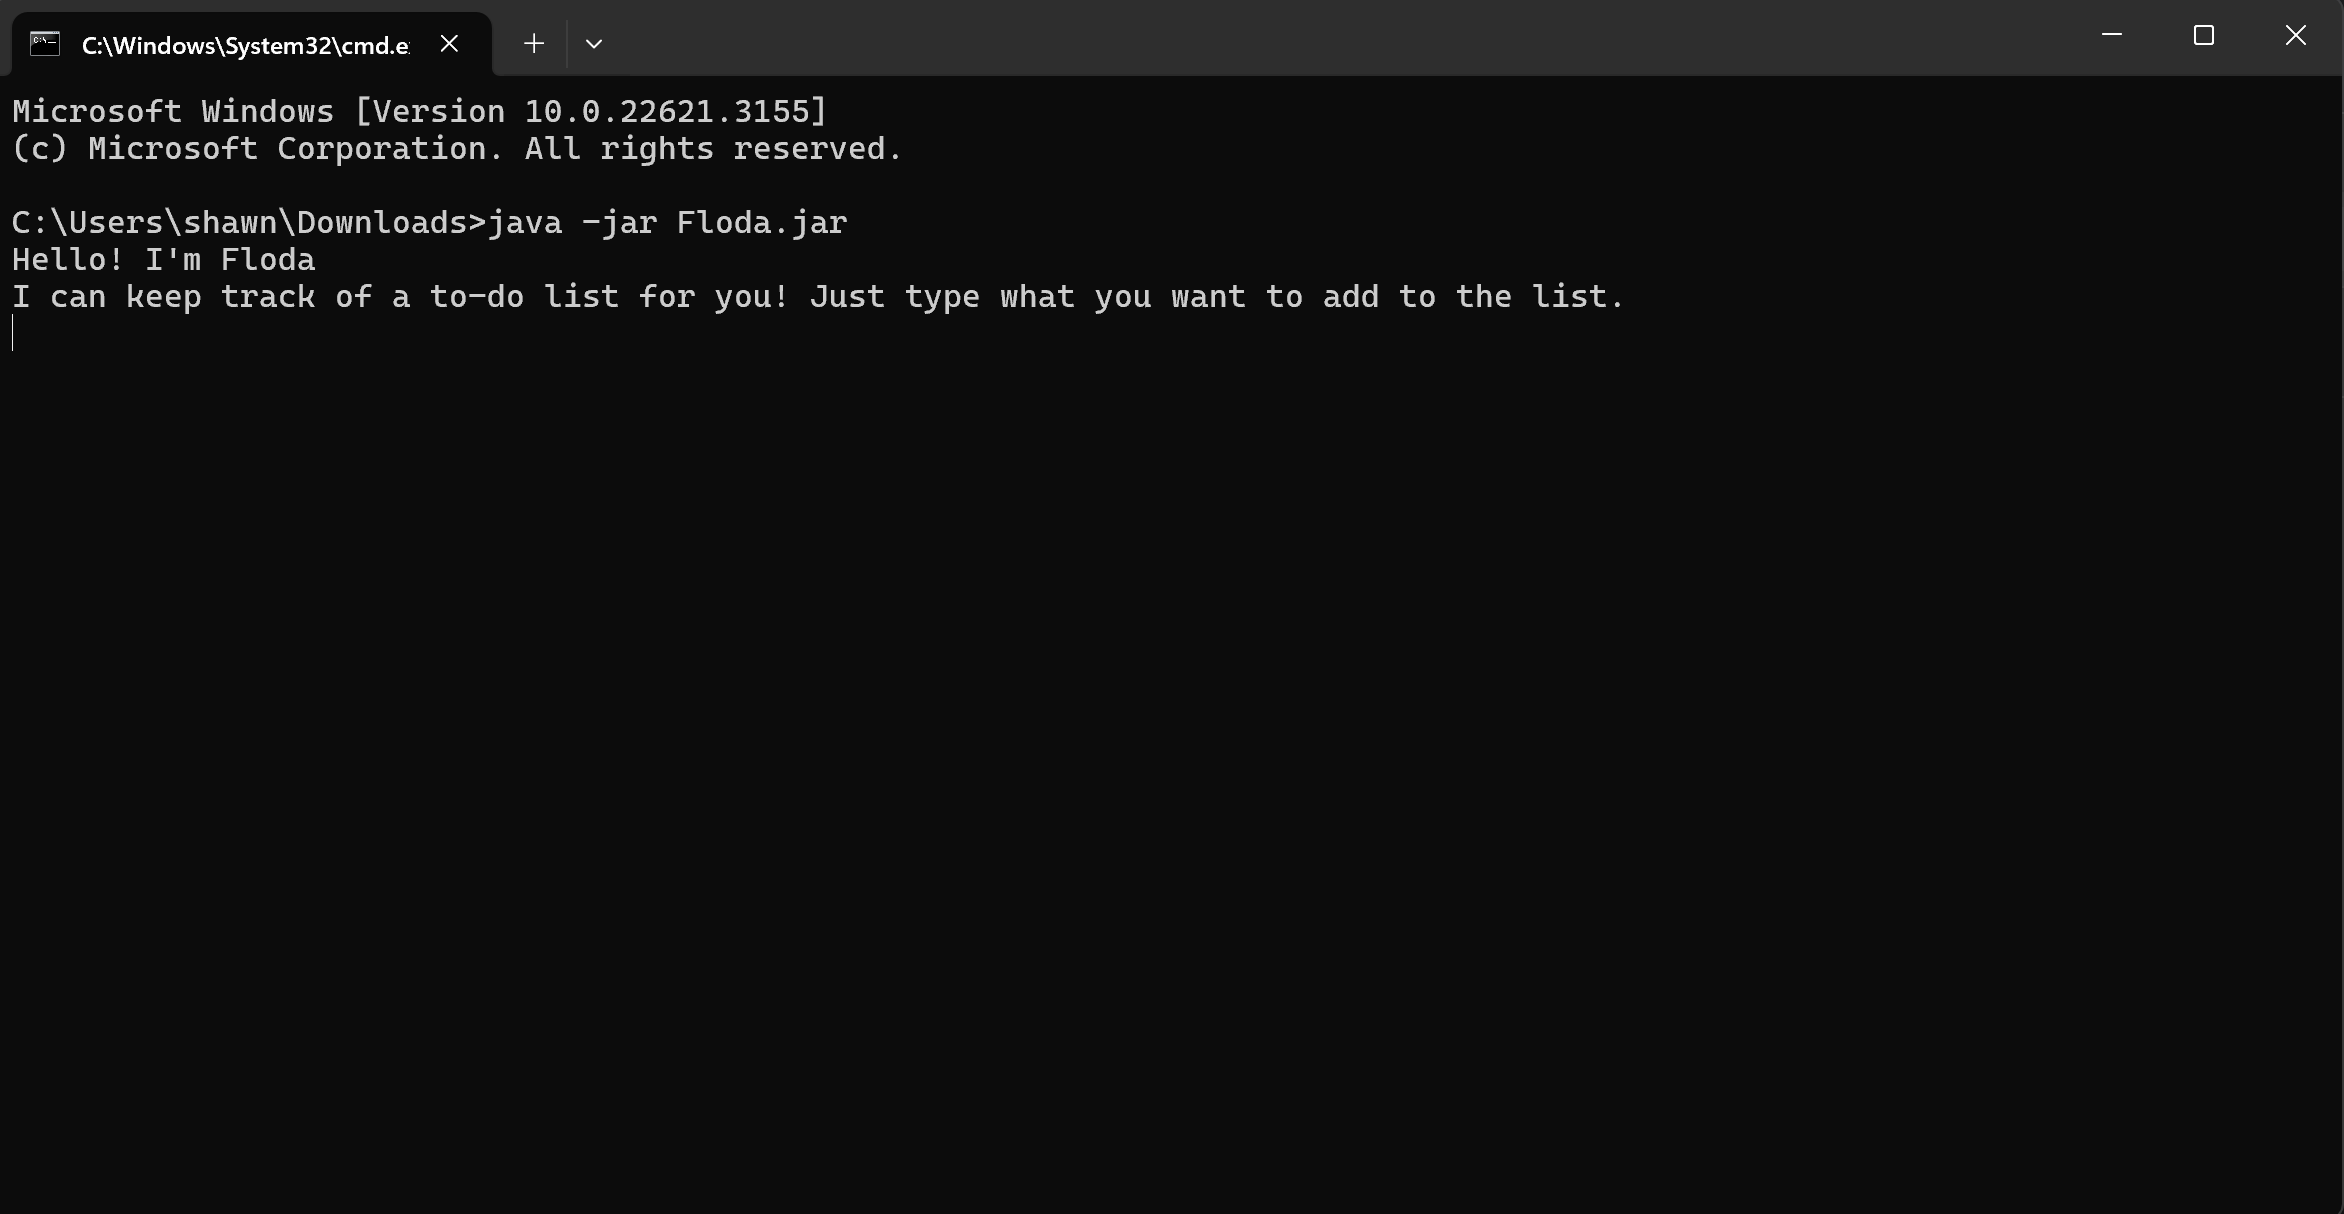 C:\Windows\System32\cmd.e
Microsoft Windows [Version 10.0.22621.3155]
(c) Microsoft Corporation. All rights reserved.
C:\Users\shawn\Downloads>java -jar Floda.jar
Hello! I'm Floda
I can keep track of a to-do list for you! Just type what you want to add to the list.